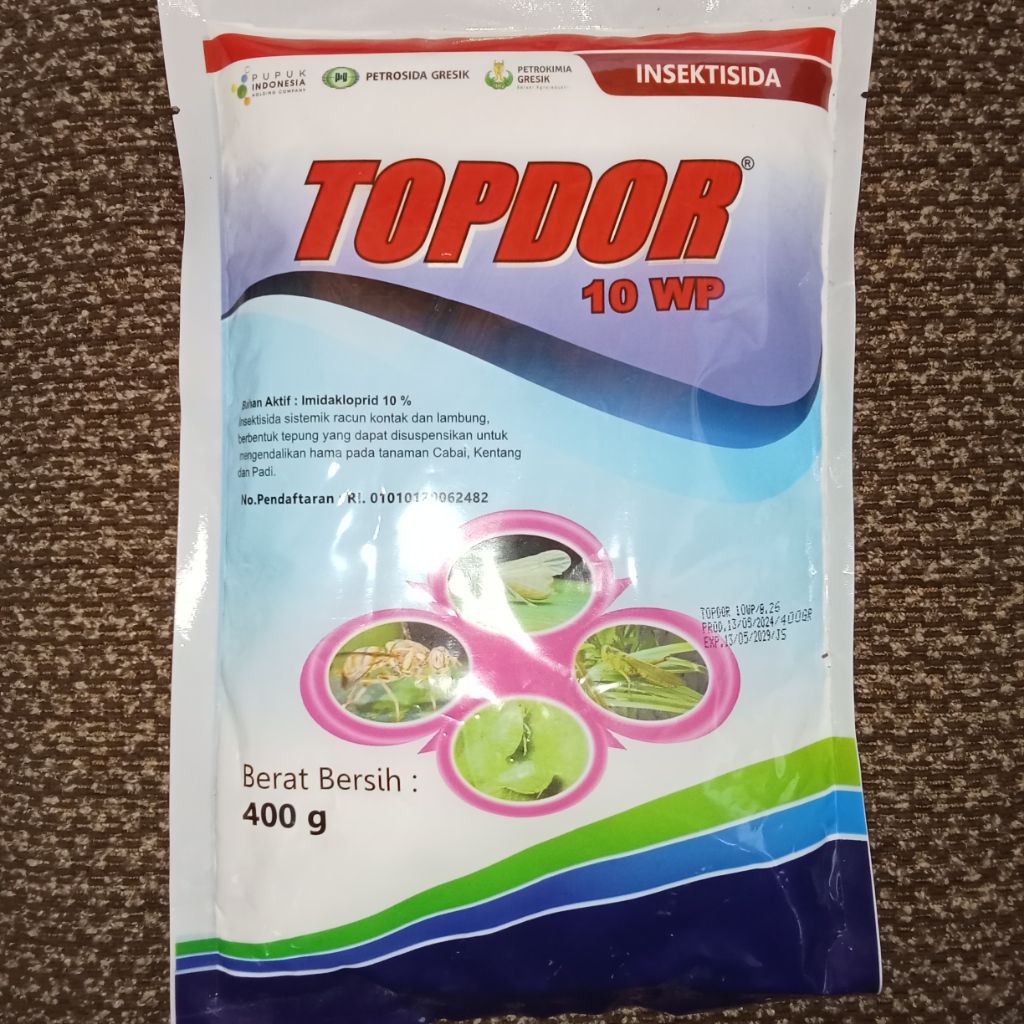 PUPUK
INDONESIA
HOLDING COMPANY
PETROSIDA GRESIK
PETROKIMIA
GRESIK
INSEKTISIDA
TOPDOR®
10 WP
Bahan Aktif : Imidakloprid 10 %
Insektisida sistemik racun kontak dan lambung,
berbentuk tepung yang dapat disuspensikan untuk
mengendalikan hama pada tanaman Cabai, Kentang
dan Padi.
No.Pendaftaran : RI.
TOPDOR 10WP/8.26
PROD.13/05/2024/400GR
EXP.13/05/2029/JS
Berat Bersih :
400 g